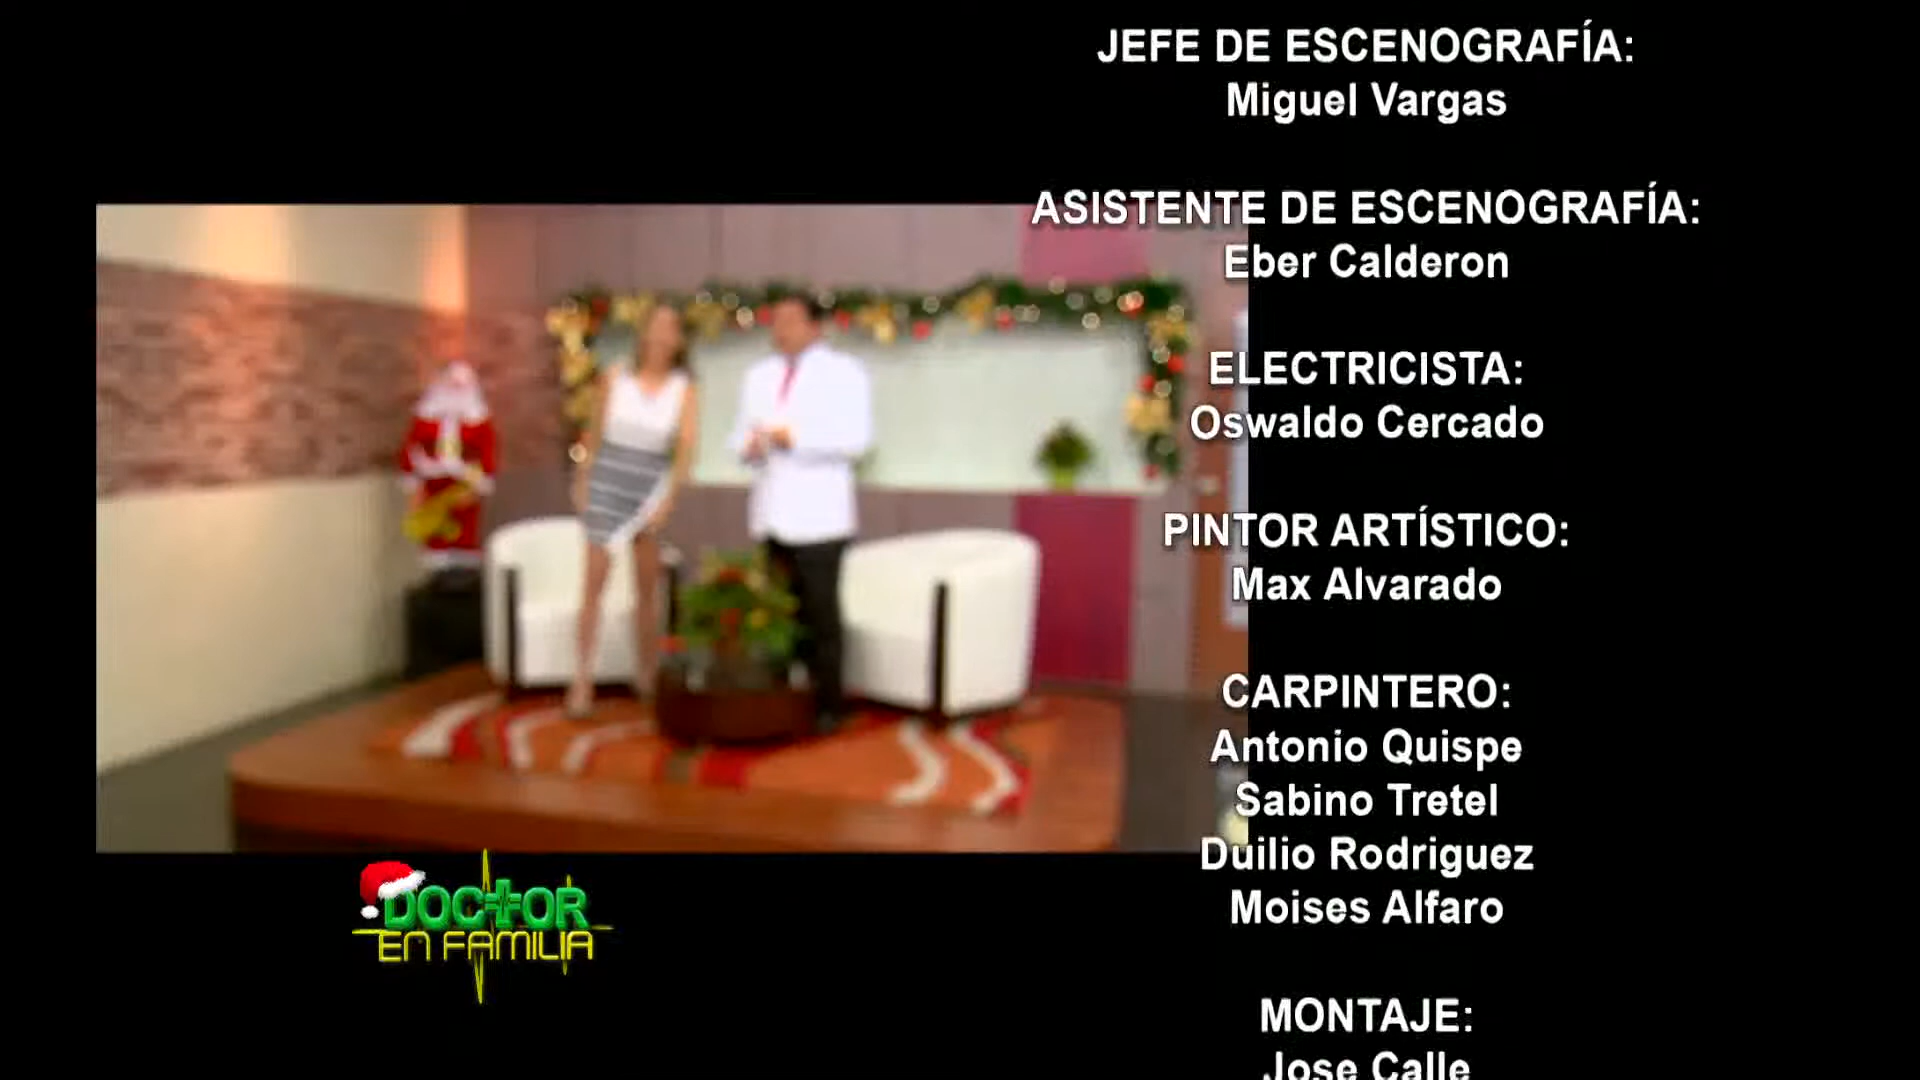 JEFE DE ESCENOGRAFÍA:
Miguel Vargas
ASISTENTE DE ESCENOGRAFÍA:
Eber Calderon
ELECTRICISTA:
Oswaldo Cercado
PINTOR ARTÍSTICO:
Max Alvarado
CARPINTERO:
Antonio Quispe
Sabino Tretel
Duilio Rodriguez
Moises Alfaro
MONTAJE:
Jose Calle
DOCTOR
EN FAMILIA